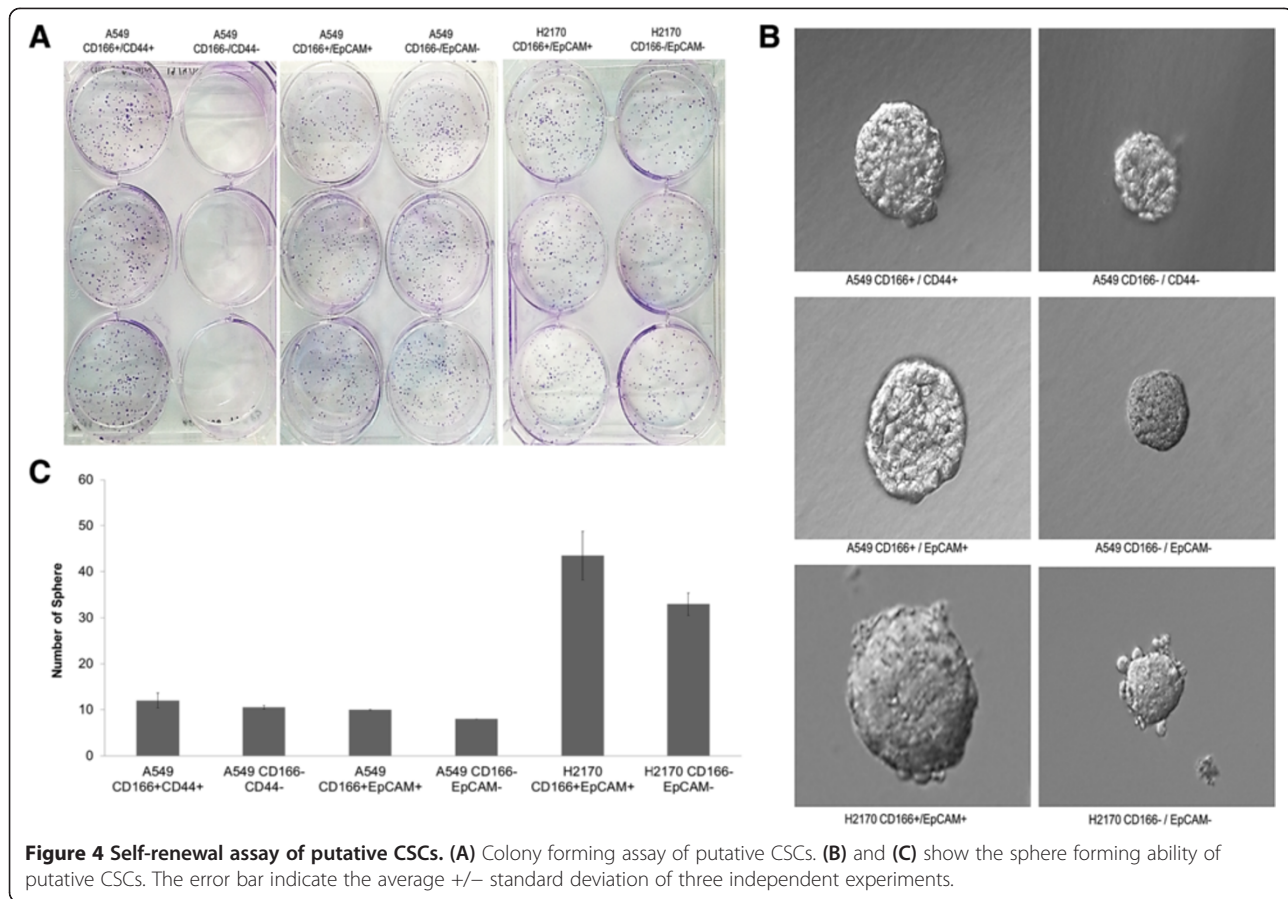 A
A549
CD166+/CD44+
A549
CD166-/CD44-
A549
CD166+/EpCAM+
A549
CD166-/EpCAM-
H2170
CD166+/EpCAM+
H2170
CD166-/EpCAM-
B
A549 CD166+ / CD44+
A549 CD166- / CD44-
A549 CD166+ / EpCAM+
A549 CD166- / EpCAM-
H2170 CD166+/EpCAM+
H2170 CD166- / EpCAM-
C
Number of Sphere
60
50
40
30
20
10
0
A549
CD166+CD44+
A549 CD166-
CD44-
A549
CD166+EpCAM+
A549 CD166-
EpCAM-
H2170
CD166+EpCAM+
H2170 CD166-
EpCAM-
Figure 4 Self-renewal assay of putative CSCs. (A) Colony forming assay of putative CSCs. (B) and (C) show the sphere forming ability of
putative CSCs. The error bar indicate the average +/− standard deviation of three independent experiments.